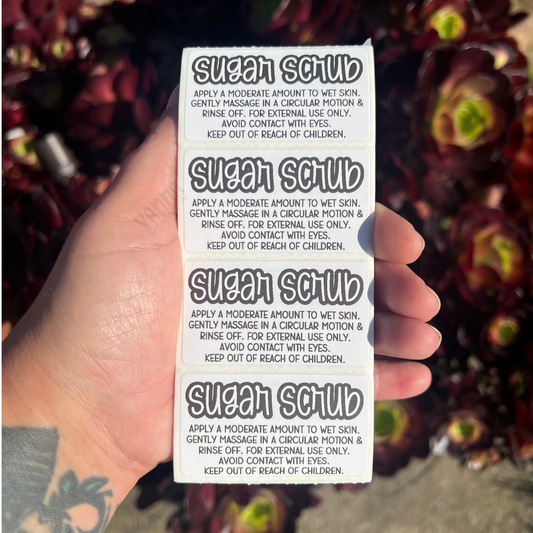 Sugar Scrub
APPLY A MODERATE AMOUNT TO WET SKIN.
GENTLY MASSAGE IN A CIRCULAR MOTION &
RINSE OFF. FOR EXTERNAL USE ONLY.
AVOID CONTACT WITH EYES.
KEEP OUT OF REACH OF CHILDREN.
Sugar Scrub
APPLY A MODERATE AMOUNT TO WET SKIN.
GENTLY MASSAGE IN A CIRCULAR MOTION &
RINSE OFF. FOR EXTERNAL USE ONLY.
AVOID CONTACT WITH EYES.
KEEP OUT OF REACH OF CHILDREN.
Sugar Scrub
APPLY A MODERATE AMOUNT TO WET SKIN.
GENTLY MASSAGE IN A CIRCULAR MOTION &
RINSE OFF. FOR EXTERNAL USE ONLY.
AVOID CONTACT WITH EYES.
KEEP OUT OF REACH OF CHILDREN.
Sugar Scrub
APPLY A MODERATE AMOUNT TO WET SKIN.
GENTLY MASSAGE IN A CIRCULAR MOTION &
RINSE OFF. FOR EXTERNAL USE ONLY.
AVOID CONTACT WITH EYES.
KEEP OUT OF REACH OF CHILDREN.